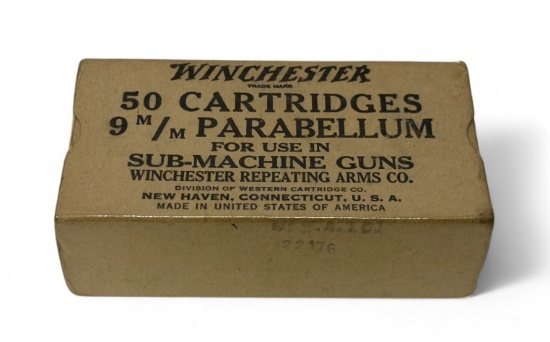 WINCHESTER
TRADE MARK
50 CARTRIDGES
9 M/M PARABELLUM
FOR USE IN
SUB-MACHINE GUNS
WINCHESTER REPEATING ARMS CO.
DIVISION OF WESTERN CARTRIDGE CO.
NEW HAVEN, CONNECTICUT, U. S. A.
MADE IN UNITED STATES OF AMERICA
22176